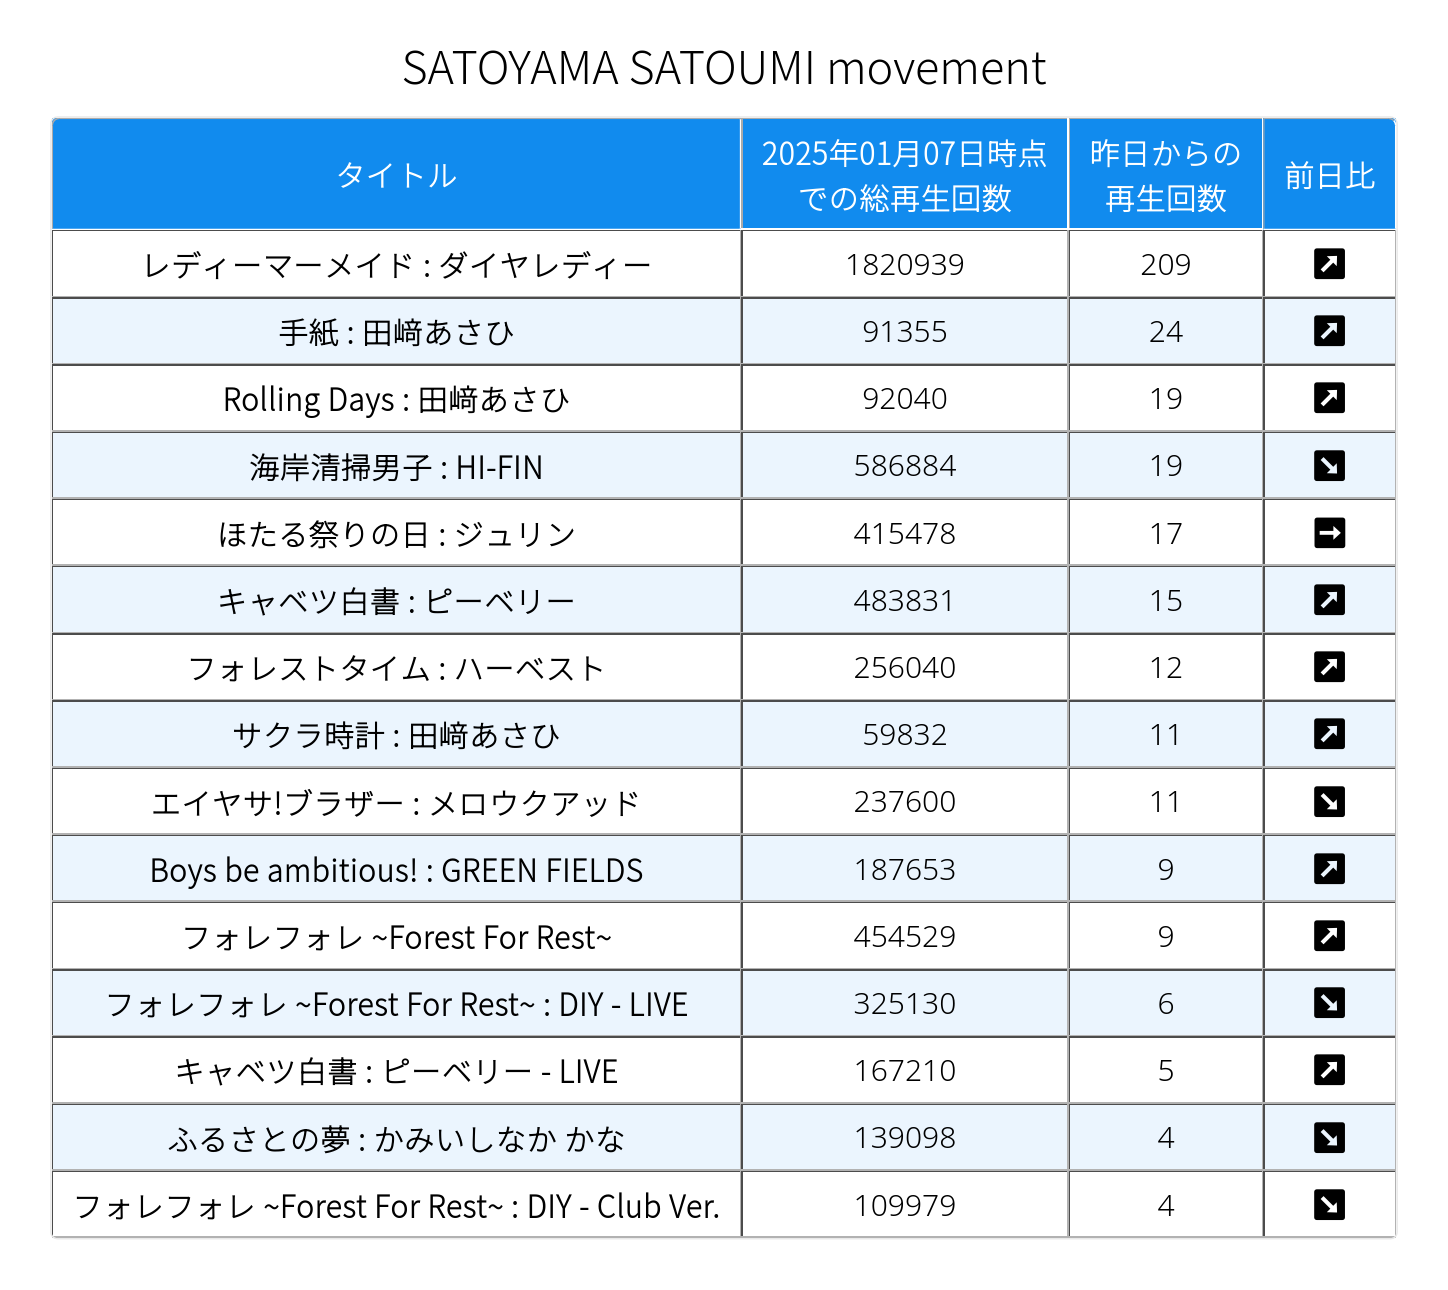 SATOYAMA SATOUMI movement
タイトル 2025年01月07日時点での総再生回数 昨日からの再生回数 前日比
レディーマーメイド : ダイヤレディー 1820939 209 ↗
手紙 : 田﨑あさひ 91355 24 ↗
Rolling Days : 田﨑あさひ 92040 19 ↗
海岸清掃男子 : HI-FIN 586884 19 ↘
ほたる祭りの日 : ジュリン 415478 17 →
キャベツ白書 : ピーベリー 483831 15 ↗
フォレストタイム : ハーベスト 256040 12 ↗
サクラ時計 : 田﨑あさひ 59832 11 ↗
エイヤサ!ブラザー : メロウクアッド 237600 11 ↘
Boys be ambitious! : GREEN FIELDS 187653 9 ↗
フォレフォレ ~Forest For Rest~ 454529 9 ↗
フォレフォレ ~Forest For Rest~ : DIY - LIVE 325130 6 ↘
キャベツ白書 : ピーベリー - LIVE 167210 5 ↗
ふるさとの夢 : かみいしなか かな 139098 4 ↘
フォレフォレ ~Forest For Rest~ : DIY - Club Ver. 109979 4 ↘